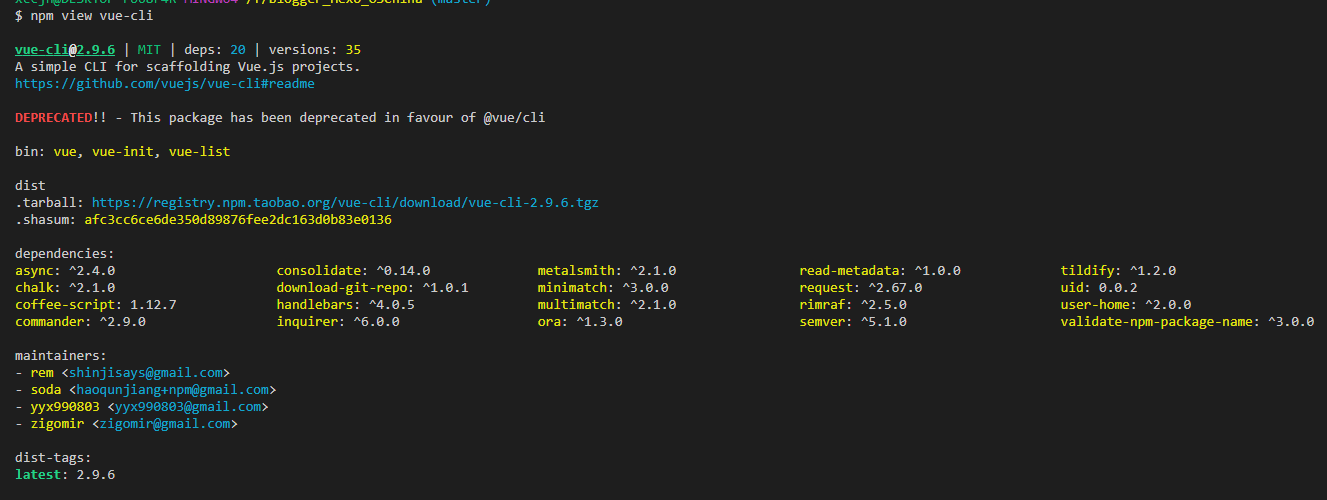 $ npm view vue-cli
vue-cli@2.9.6 | MIT | deps: 20 | versions: 35
A simple CLI for scaffolding Vue.js projects.
https://github.com/vuejs/vue-cli#readme
DEPRECATED!! - This package has been deprecated in favour of @vue/cli
bin: vue, vue-init, vue-list
dist
.tarball: https://registry.npm.taobao.org/vue-cli/download/vue-cli-2.9.6.tgz
.shasum: afc3cc6ce6de350d89876fee2dc163d0b83e0136
dependencies:
async: ^2.4.0 consolidate: ^0.14.0 metalsmith: ^2.1.0 read-metadata: ^1.0.0 tildify: ^1.2.0
chalk: ^2.1.0 download-git-repo: ^1.0.1 minimatch: ^3.0.0 request: ^2.67.0 uid: 0.0.2
coffee-script: 1.12.7 handlebars: ^4.0.5 multimatch: ^2.1.0 rimraf: ^2.5.0 user-home: ^2.0.0
commander: ^2.9.0 inquirer: ^6.0.0 ora: ^1.3.0 semver: ^5.1.0 validate-npm-package-name: ^3.0.0
maintainers:
- rem <shinjisays@gmail.com>
- soda <haoqunjiang+npm@gmail.com>
- yyx990803 <yyx990803@gmail.com>
- zigomir <zigomir@gmail.com>
dist-tags:
latest: 2.9.6